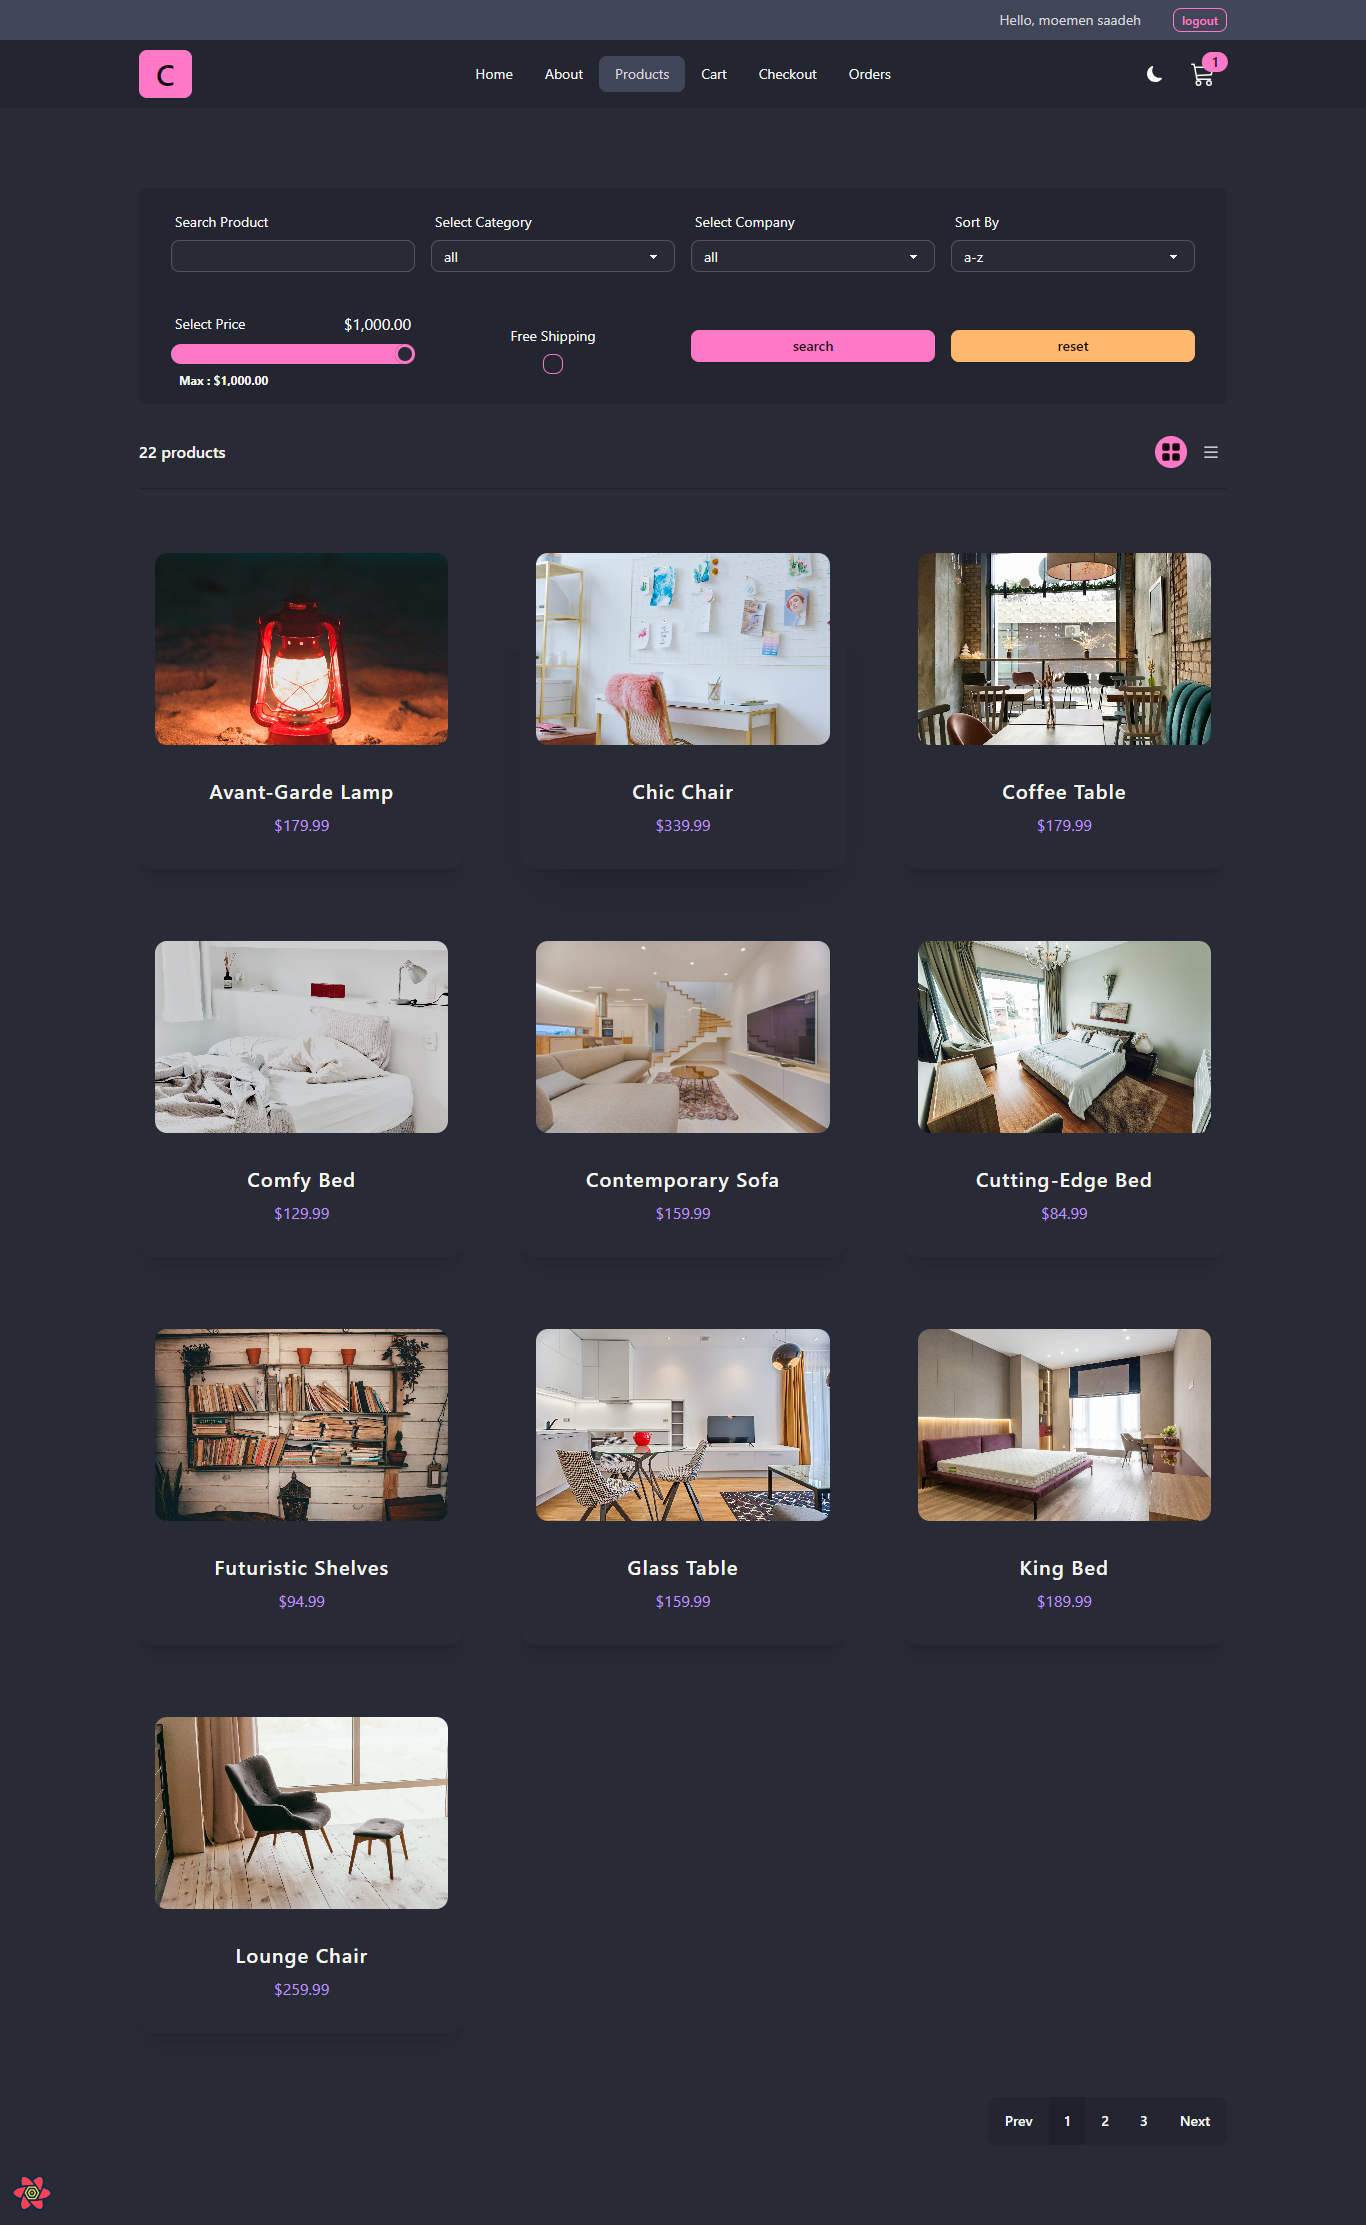 Hello, moemen saadeh logout
C Home About Products Cart Checkout Orders 1
Search Product Select Category Select Company Sort By
all all a-z
Select Price $1,000.00 Free Shipping search reset
Max : $1,000.00
22 products
Avant-Garde Lamp Chic Chair Coffee Table
$179.99 $339.99 $179.99
Comfy Bed Contemporary Sofa Cutting-Edge Bed
$129.99 $159.99 $84.99
Futuristic Shelves Glass Table King Bed
$94.99 $159.99 $189.99
Lounge Chair
$259.99
Prev 1 2 3 Next